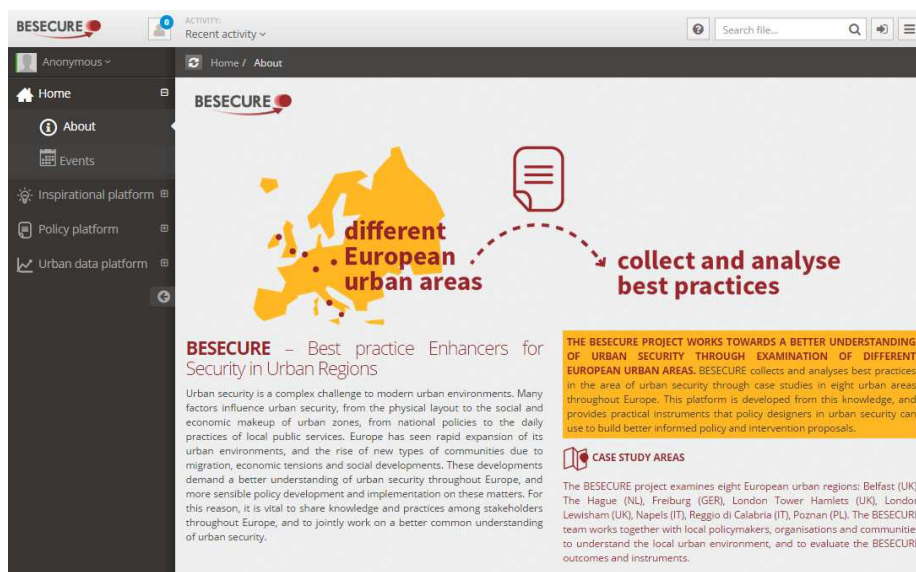 BESECURE
0
ACTIVITY:
Recent activity
Search file...
Anonymous
Home / About
Home
About
Events
Inspirational platform
Policy platform
Urban data platform
BESECURE
different
European
urban areas
collect and analyse
best practices
BESECURE – Best practice Enhancers for
Security in Urban Regions
Urban security is a complex challenge to modern urban environments. Many
factors influence urban security, from the physical layout to the social and
economic makeup of urban zones, from national policies to the daily
practices of local public services. Europe has seen rapid expansion of its
urban environments, and the rise of new types of communities due to
migration, economic tensions and social developments. These developments
demand a better understanding of urban security throughout Europe, and
more sensible policy development and implementation on these matters. For
this reason, it is vital to share knowledge and practices among stakeholders
throughout Europe, and to jointly work on a better common understanding
of urban security.
THE BESECURE PROJECT WORKS TOWARDS A BETTER UNDERSTANDING
OF URBAN SECURITY THROUGH EXAMINATION OF DIFFERENT
EUROPEAN URBAN AREAS. BESECURE collects and analyses best practices
in the area of urban security through case studies in eight urban areas
throughout Europe. This platform is developed from this knowledge, and
provides practical instruments that policy designers in urban security can
use to build better informed policy and intervention proposals.
CASE STUDY AREAS
The BESECURE project examines eight European urban regions: Belfast (UK)
The Hague (NL), Freiburg (GER), London Tower Hamlets (UK), London
Lewisham (UK), Napels (IT), Reggio di Calabria (IT), Poznan (PL). The BESECURE
team works together with local policymakers, organisations and communitie
to understand the local urban environment, and to evaluate the BESECURE
outcomes and instruments.